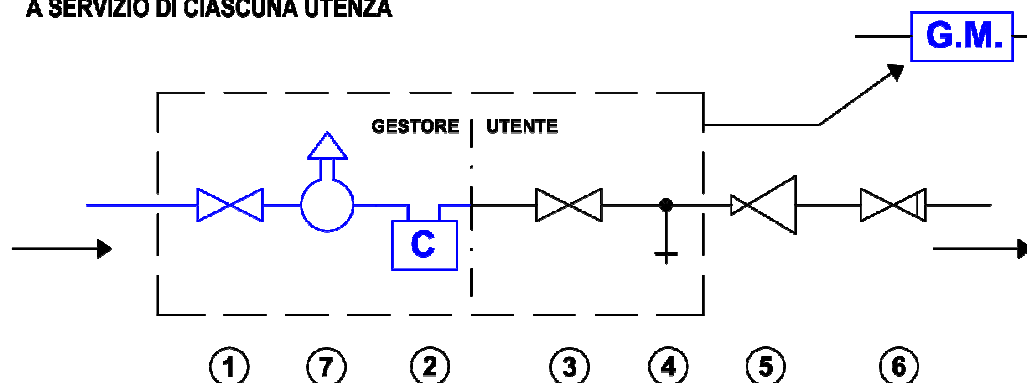 A SERVIZIO DI CIASCUNA UTENZA
G.M.
GESTORE UTENTE
C
1 7 2 3 4 5 6